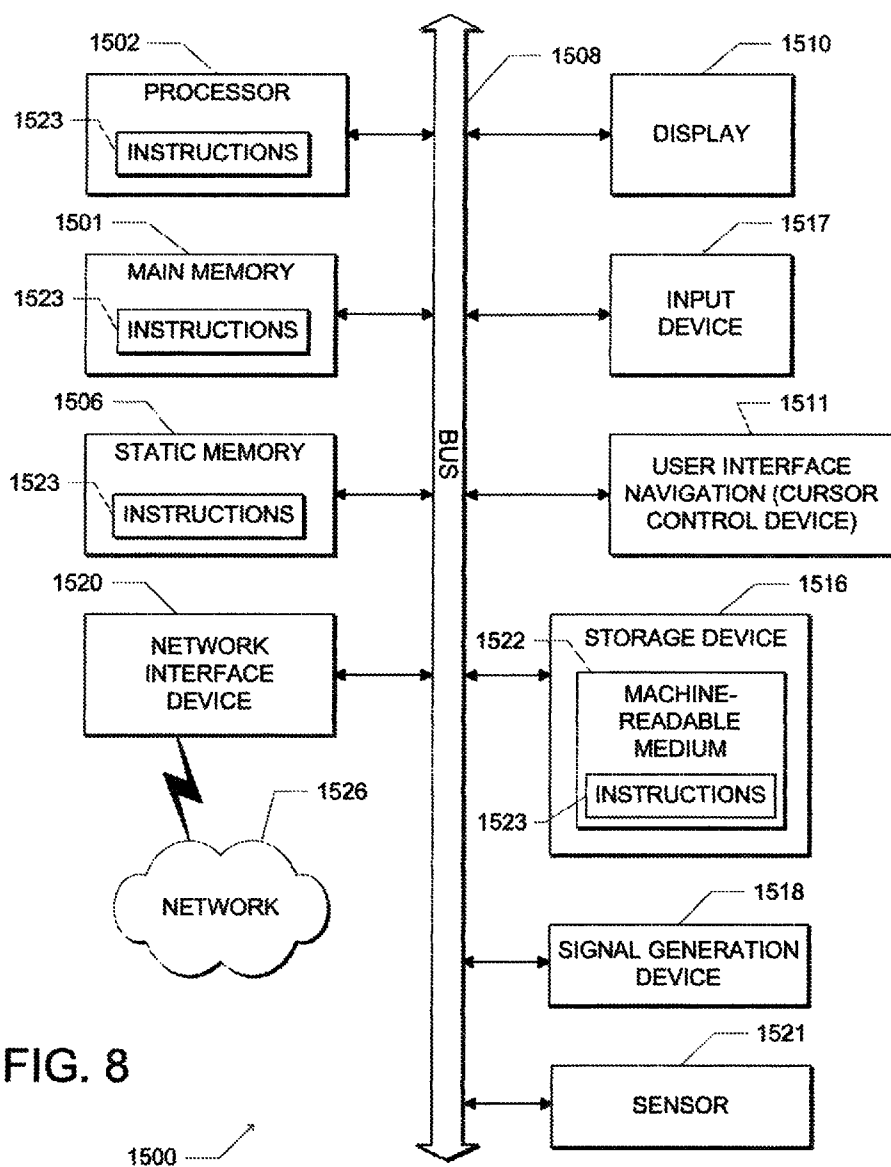 1502
PROCESSOR
1523
INSTRUCTIONS
1501
MAIN MEMORY
1523
INSTRUCTIONS
1506
STATIC MEMORY
1523
INSTRUCTIONS
1520
NETWORK
INTERFACE
DEVICE
1526
NETWORK
1508
BUS
1510
DISPLAY
1517
INPUT
DEVICE
1511
USER INTERFACE
NAVIGATION (CURSOR
CONTROL DEVICE)
1516
STORAGE DEVICE
1522
MACHINE-
READABLE
MEDIUM
INSTRUCTIONS
1523
1518
SIGNAL GENERATION
DEVICE
1521
SENSOR
FIG. 8
1500